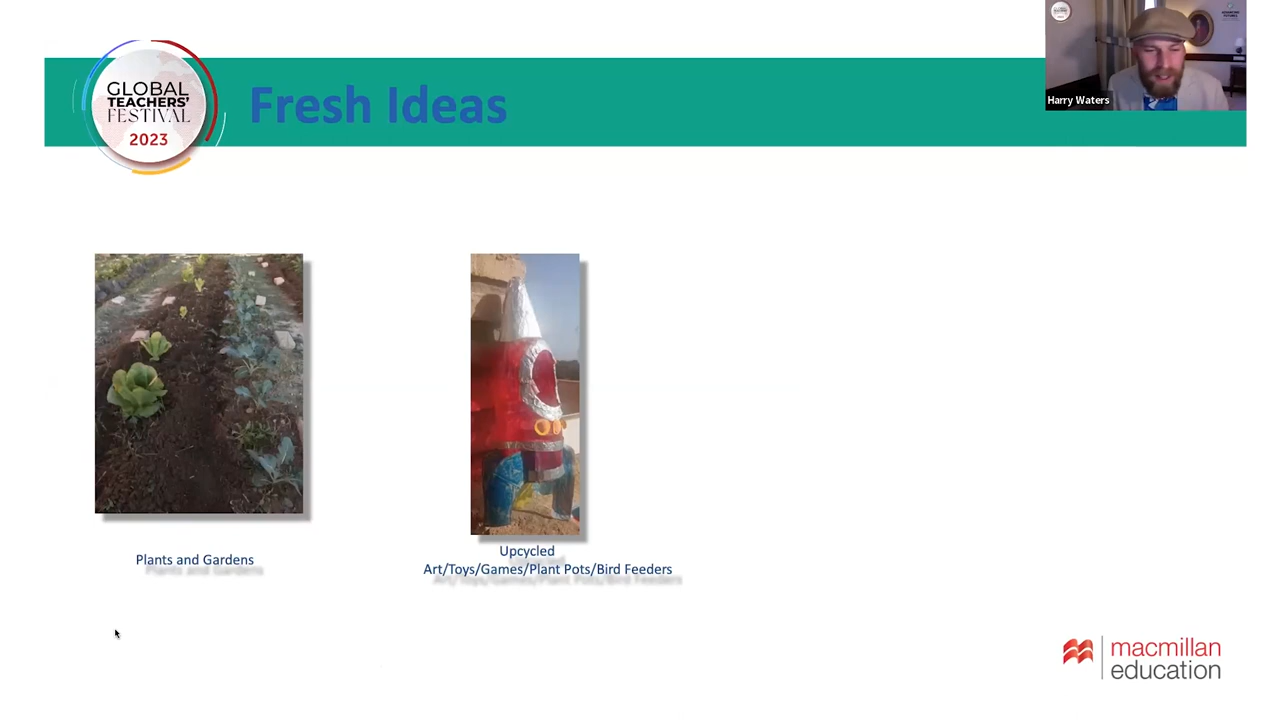 GLOBAL
TEACHERS'
FESTIVAL
2023
Fresh Ideas
Harry Waters
Plants and Gardens
Upcycled
Art/Toys/Games/Plant Pots/Bird Feeders
macmillan
education